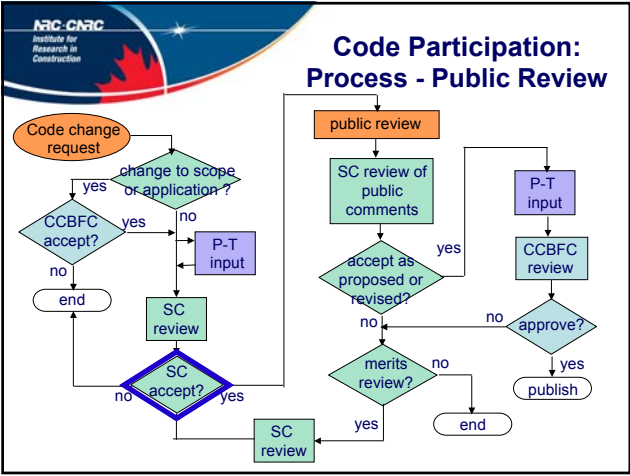 NRC·CNRC
Institute for
Research in
Construction
Code Participation:
Process - Public Review
Code change
request
change to scope
or application ?
yes
no
CCBFC
accept?
yes
no
end
P-T
input
SC
review
SC
accept?
no
yes
public review
SC review of
public
comments
accept as
proposed or
revised?
yes
no
P-T
input
CCBFC
review
approve?
no
yes
publish
merits
review?
no
end
yes
SC
review